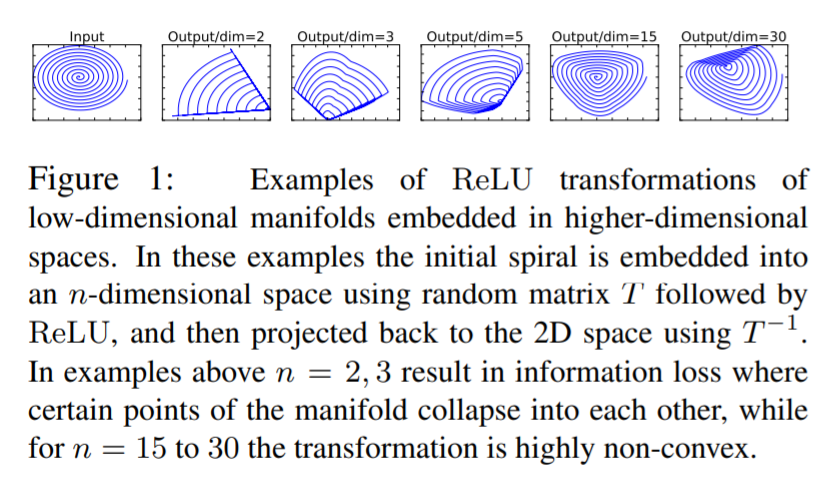 Input Output/dim=2 Output/dim=3 Output/dim=5 Output/dim=15 Output/dim=30
Figure 1: Examples of ReLU transformations of
low-dimensional manifolds embedded in higher-dimensional
spaces. In these examples the initial spiral is embedded into
an n-dimensional space using random matrix T followed by
ReLU, and then projected back to the 2D space using T⁻¹.
In examples above n = 2, 3 result in information loss where
certain points of the manifold collapse into each other, while
for n = 15 to 30 the transformation is highly non-convex.